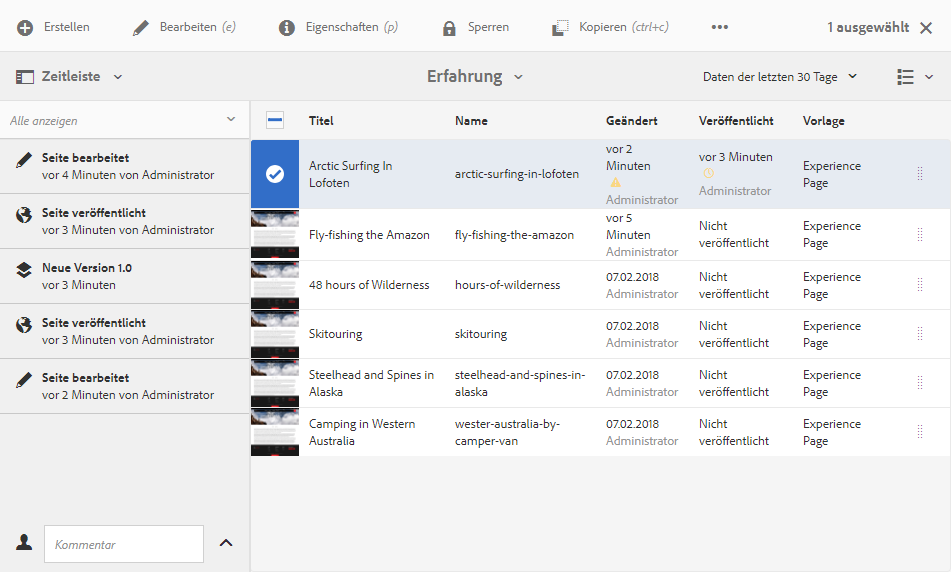 Erstellen Bearbeiten (e) Eigenschaften (p) Sperren Kopieren (ctrl+c) 1 ausgewählt
Zeitleiste Erfahrung Daten der letzten 30 Tage
Alle anzeigen
Seite bearbeitet
vor 4 Minuten von Administrator
Seite veröffentlicht
vor 3 Minuten von Administrator
Neue Version 1.0
vor 3 Minuten
Seite veröffentlicht
vor 3 Minuten von Administrator
Seite bearbeitet
vor 2 Minuten von Administrator
Kommentar
Titel Name Geändert Veröffentlicht Vorlage
Arctic Surfing In
Lofoten
arctic-surfing-in-lofoten
vor 2
Minuten
Administrator
vor 3 Minuten
Administrator
Experience
Page
Fly-fishing the Amazon
fly-fishing-the-amazon
vor 5
Minuten
Administrator
Nicht
veröffentlicht
Experience
Page
48 hours of Wilderness
hours-of-wilderness
07.02.2018
Administrator
Nicht
veröffentlicht
Experience
Page
Skitouring
skitouring
07.02.2018
Administrator
Nicht
veröffentlicht
Experience
Page
Steelhead and Spines in
Alaska
steelhead-and-spines-in-
alaska
07.02.2018
Administrator
Nicht
veröffentlicht
Experience
Page
Camping in Western
Australia
wester-australia-by-
camper-van
07.02.2018
Administrator
Nicht
veröffentlicht
Experience
Page